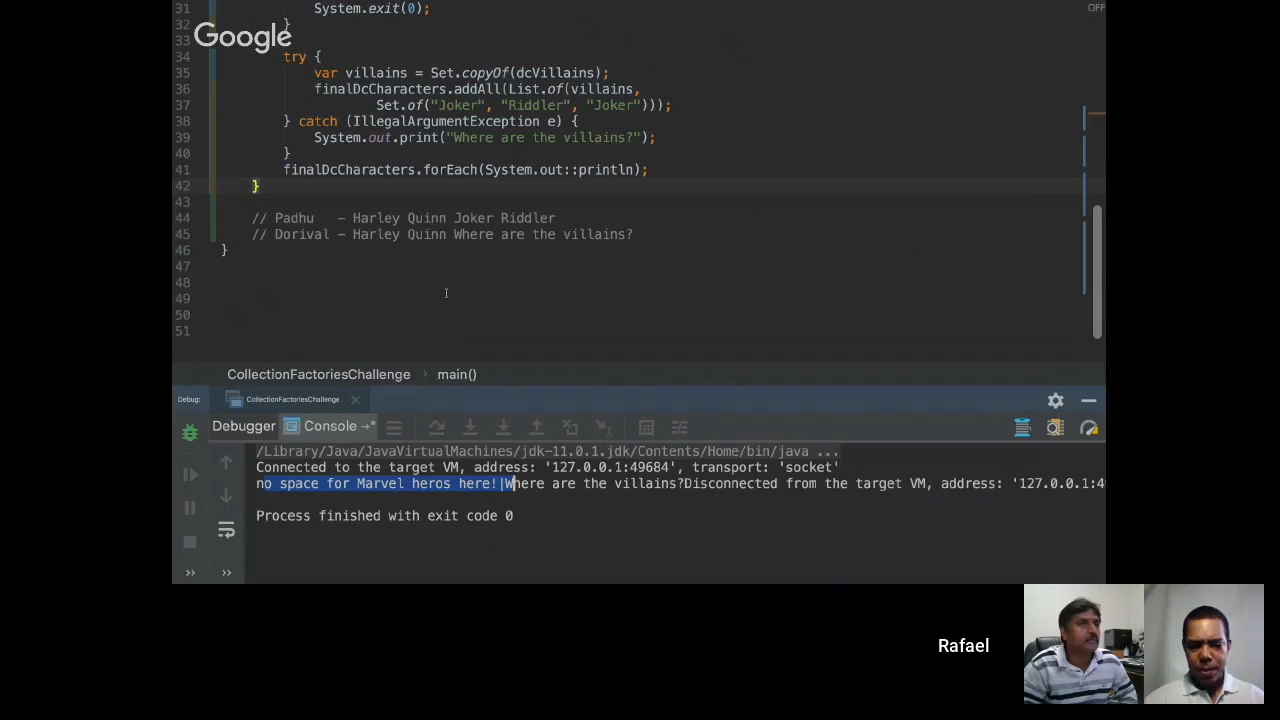 31 System.exit(0);
OFF
32 }
33
Google
34 try {
35 var villains = Set.copyOf(dcVillains);
36 finalDcCharacters.addAll(List.of(villains,
37 Set.of("Joker", "Riddler", "Joker")));
38 } catch (IllegalArgumentException e) {
39 System.out.print("Where are the villains?");
40 }
41 finalDcCharacters.forEach(System.out::println);
42 }
43
44 // Padhu - Harley Quinn Joker Riddler
45 // Dorival - Harley Quinn Where are the villains?
46 }
47
48
49
50
51
CollectionFactoriesChallenge › main()
Debug: CollectionFactoriesChallenge
Debugger Console
/Library/Java/JavaVirtualMachines/jdk-11.0.1.jdk/Contents/Home/bin/java ...
Connected to the target VM, address: '127.0.0.1:49684', transport: 'socket'
no space for Marvel heros here!|Where are the villains?Disconnected from the target VM, address: '127.0.0.1:4
Process finished with exit code 0
Rafael